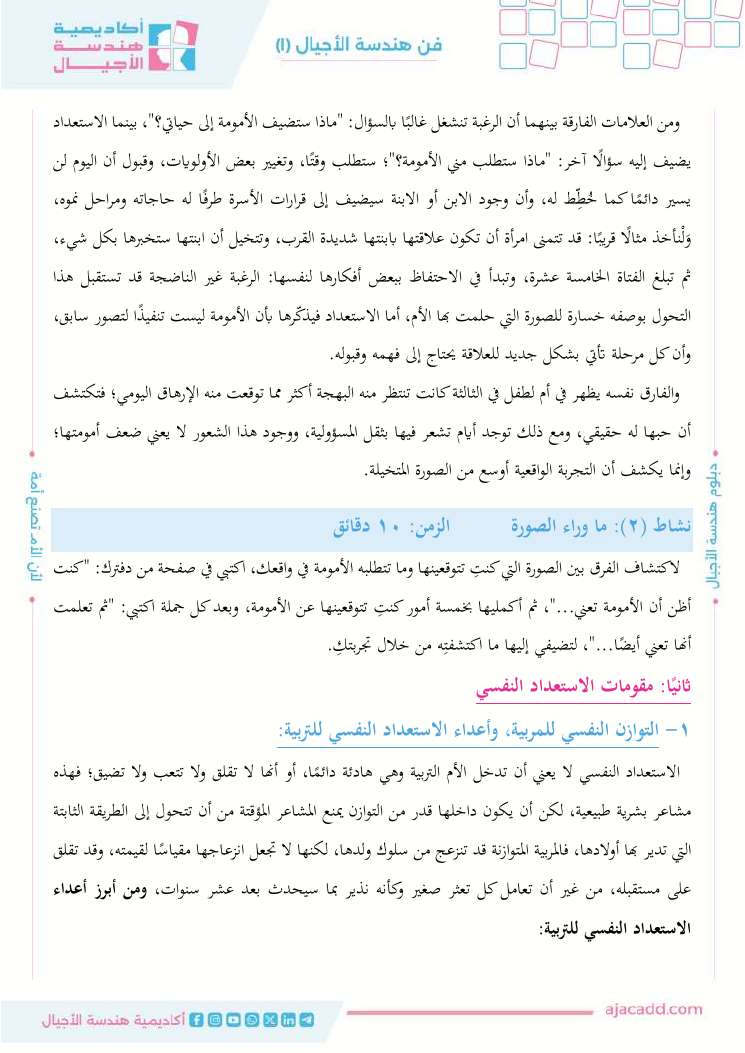 فن هندسة الأجيال (١)
أكاديمية
هندسة
الأجيال
ومن العلامات الفارقة بينهما أن الرغبة تنشغل غالبًا بالسؤال: "ماذا ستضيف الأمومة إلى حياتي؟"، بينما الاستعداد
يضيف إليه سؤالًا آخر: "ماذا ستطلب مني الأمومة؟"؛ ستطلب وقتًا، وتغيير بعض الأولويات، وقبول أن اليوم لن
يسير دائمًا كما خُطِّط له، وأن وجود الابن أو الابنة سيضيف إلى قرارات الأسرة طرفًا له حاجاته ومراحل نموه،
وَلْنأخذ مثالًا قريبًا: قد تتمنى امرأة أن تكون علاقتها بابنتها شديدة القرب، وتتخيل أن ابنتها ستخبرها بكل شيء،
ثم تبلغ الفتاة الخامسة عشرة، وتبدأ في الاحتفاظ ببعض أفكارها لنفسها: الرغبة غير الناضجة قد تستقبل هذا
التحول بوصفه خسارة للصورة التي حلمت بها الأم، أما الاستعداد فيذكّرها بأن الأمومة ليست تنفيذًا لتصور سابق،
وأن كل مرحلة تأتي بشكل جديد للعلاقة يحتاج إلى فهمه وقبوله.
والفارق نفسه يظهر في أم لطفل في الثالثة كانت تنتظر منه البهجة أكثر مما توقعت منه الإرهاق اليومي؛ فتكتشف
أن حبها له حقيقي، ومع ذلك توجد أيام تشعر فيها بثقل المسؤولية، ووجود هذا الشعور لا يعني ضعف أمومتها؛
وإنما يكشف أن التجربة الواقعية أوسع من الصورة المتخيلة.
نشاط (٢): ما وراء الصورة الزمن: ١٠ دقائق
لاكتشاف الفرق بين الصورة التي كنتِ تتوقعينها وما تتطلبه الأمومة في واقعك، اكتبي في صفحة من دفترك: "كنت
أظن أن الأمومة تعني..."، ثم أكمليها بخمسة أمور كنتِ تتوقعينها عن الأمومة، وبعد كل جملة اكتبي: "ثم تعلمت
أنها تعني أيضًا..."، لتضيفي إليها ما اكتشفتِه من خلال تجربتكِ.
ثانيًا: مقومات الاستعداد النفسي
١- التوازن النفسي للمربية، وأعداء الاستعداد النفسي للتربية:
الاستعداد النفسي لا يعني أن تدخل الأم التربية وهي هادئة دائمًا، أو أنها لا تقلق ولا تتعب ولا تضيق؛ فهذه
مشاعر بشرية طبيعية، لكن أن يكون داخلها قدر من التوازن يمنع المشاعر المؤقتة من أن تتحول إلى الطريقة الثابتة
التي تدير بها أولادها، فالمربية المتوازنة قد تنزعج من سلوك ولدها، لكنها لا تجعل انزعاجها مقياسًا لقيمته، وقد تقلق
على مستقبله، من غير أن تعامل كل تعثر صغير وكأنه نذير بما سيحدث بعد عشر سنوات، ومن أبرز أعداء
الاستعداد النفسي للتربية:
دبلوم هندسة الأجيال
لأن الأم تصنع أمة
ajacadd.com
أكاديمية هندسة الأجيال